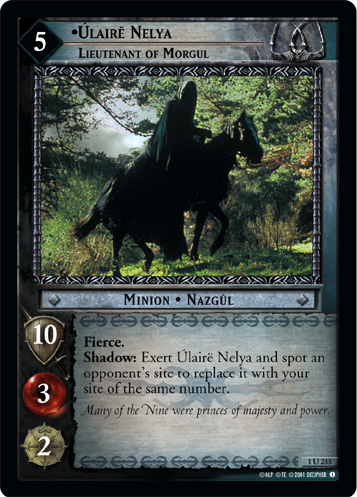 5
•Úlairë Nelya
Lieutenant of Morgul
Minion • Nazgûl
10
3
2
Fierce.
Shadow: Exert Úlairë Nelya and spot an
opponent's site to replace it with your
site of the same number.
Many of the Nine were princes of majesty and power.
1 U 233
©NLP ©TE ©2001 DECIPHER